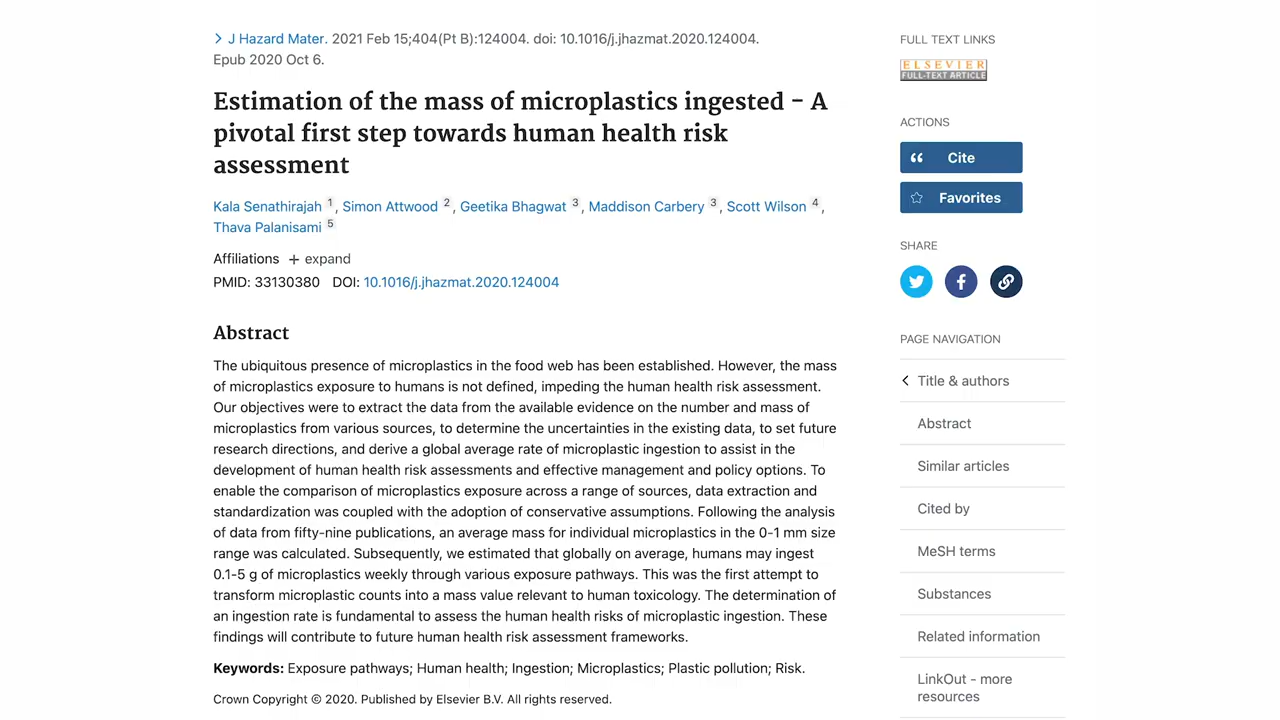 J Hazard Mater. 2021 Feb 15;404(Pt B):124004. doi: 10.1016/j.jhazmat.2020.124004.
Epub 2020 Oct 6.
Estimation of the mass of microplastics ingested - A
pivotal first step towards human health risk
assessment
Kala Senathirajah 1, Simon Attwood 2, Geetika Bhagwat 3, Maddison Carbery 3, Scott Wilson 4,
Thava Palanisami 5
Affiliations + expand
PMID: 33130380 DOI: 10.1016/j.jhazmat.2020.124004
Abstract
The ubiquitous presence of microplastics in the food web has been established. However, the mass
of microplastics exposure to humans is not defined, impeding the human health risk assessment.
Our objectives were to extract the data from the available evidence on the number and mass of
microplastics from various sources, to determine the uncertainties in the existing data, to set future
research directions, and derive a global average rate of microplastic ingestion to assist in the
development of human health risk assessments and effective management and policy options. To
enable the comparison of microplastics exposure across a range of sources, data extraction and
standardization was coupled with the adoption of conservative assumptions. Following the analysis
of data from fifty-nine publications, an average mass for individual microplastics in the 0-1 mm size
range was calculated. Subsequently, we estimated that globally on average, humans may ingest
0.1-5 g of microplastics weekly through various exposure pathways. This was the first attempt to
transform microplastic counts into a mass value relevant to human toxicology. The determination of
an ingestion rate is fundamental to assess the human health risks of microplastic ingestion. These
findings will contribute to future human health risk assessment frameworks.
Keywords: Exposure pathways; Human health; Ingestion; Microplastics; Plastic pollution; Risk.
Crown Copyright © 2020. Published by Elsevier B.V. All rights reserved.
FULL TEXT LINKS
ELSEVIER
FULL-TEXT ARTICLE
ACTIONS
Cite
Favorites
SHARE
PAGE NAVIGATION
Title & authors
Abstract
Similar articles
Cited by
MeSH terms
Substances
Related information
LinkOut - more
resources